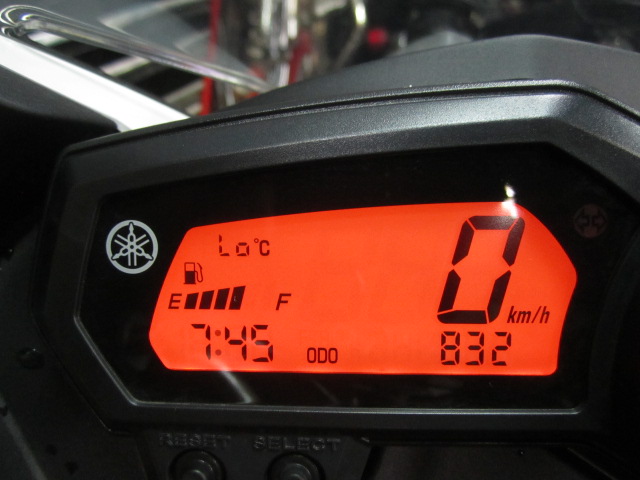 Lo°C
E F
0 km/h
7:45 ODO 832
RESET SELECT